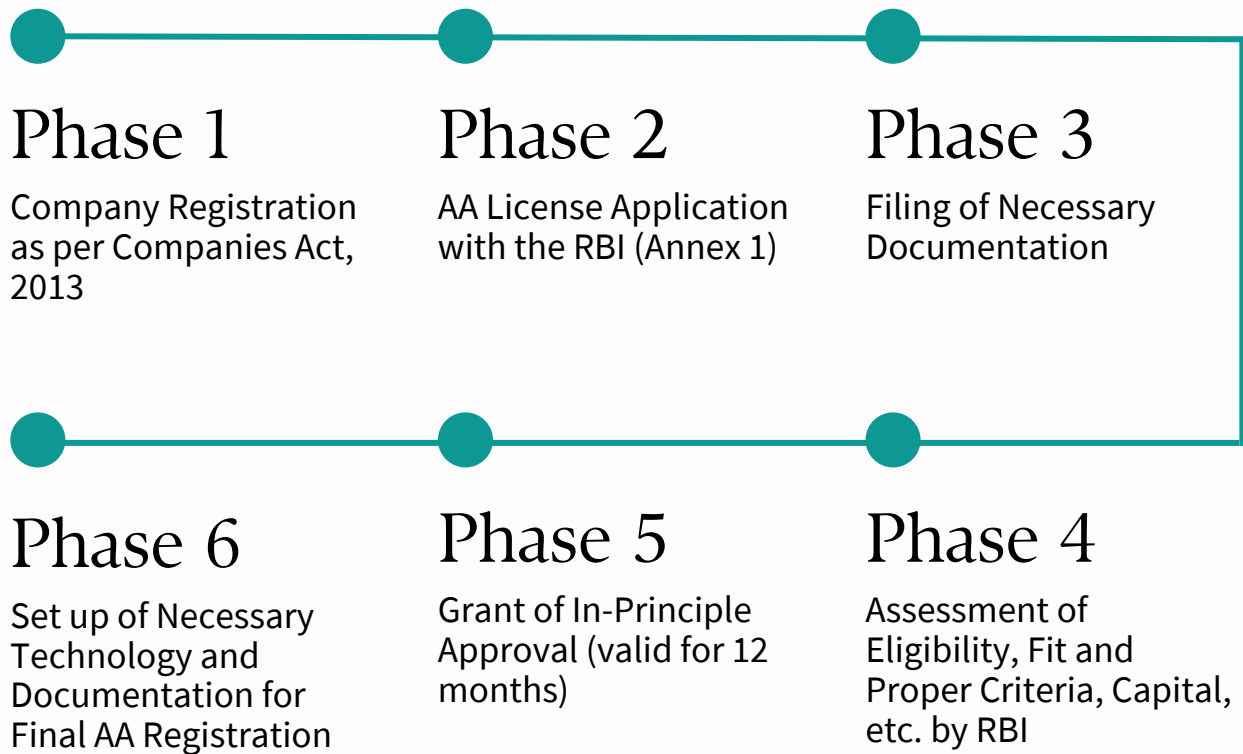 Phase 1
Company Registration
as per Companies Act,
2013
Phase 2
AA License Application
with the RBI (Annex 1)
Phase 3
Filing of Necessary
Documentation
Phase 4
Assessment of
Eligibility, Fit and
Proper Criteria, Capital,
etc. by RBI
Phase 5
Grant of In-Principle
Approval (valid for 12
months)
Phase 6
Set up of Necessary
Technology and
Documentation for
Final AA Registration